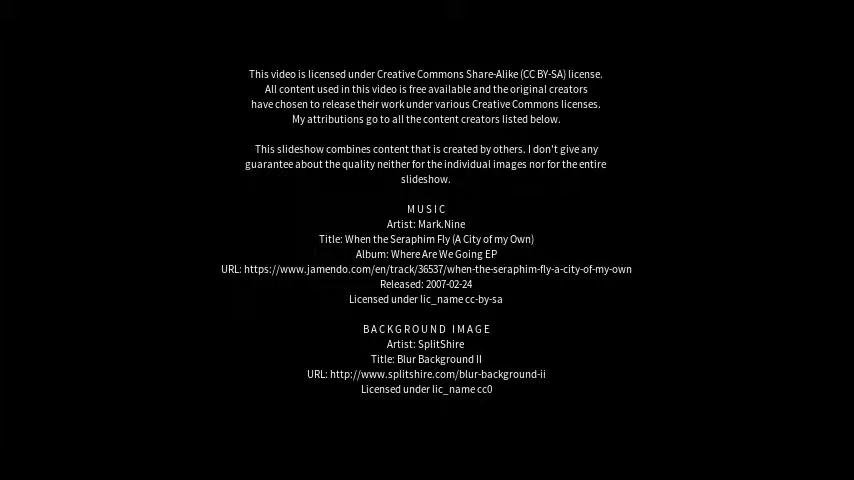 This video is licensed under Creative Commons Share-Alike (CC BY-SA) license.
All content used in this video is free available and the original creators
have chosen to release their work under various Creative Commons licenses.
My attributions go to all the content creators listed below.
This slideshow combines content that is created by others. I don't give any
guarantee about the quality neither for the individual images nor for the entire
slideshow.
MUSIC
Artist: Mark.Nine
Title: When the Seraphim Fly (A City of my Own)
Album: Where Are We Going EP
URL: https://www.jamendo.com/en/track/36537/when-the-seraphim-fly-a-city-of-my-own
Released: 2007-02-24
Licensed under lic_name cc-by-sa
BACKGROUND IMAGE
Artist: SplitShire
Title: Blur Background II
URL: http://www.splitshire.com/blur-background-ii
Licensed under lic_name cc0